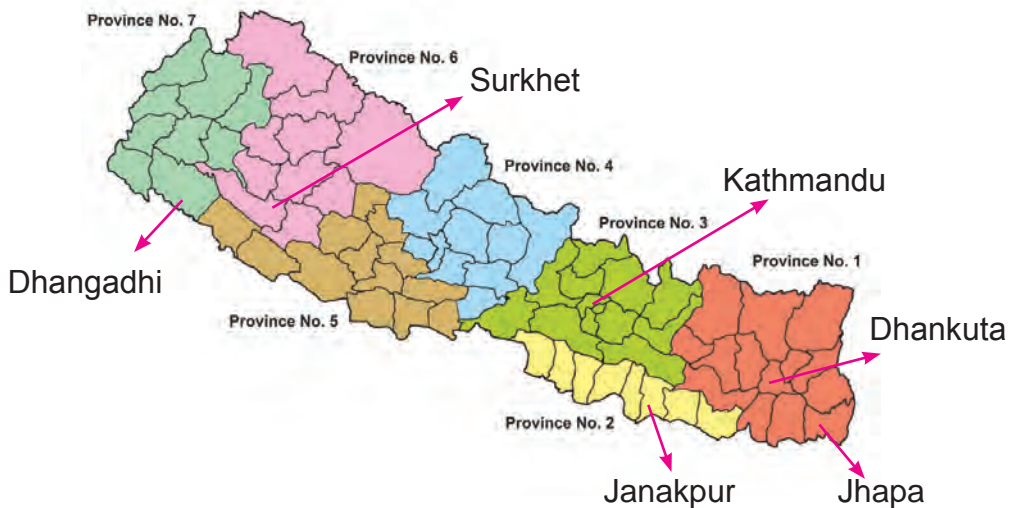 Province No. 7
Province No. 6
Surkhet
Province No. 4
Kathmandu
Province No. 3
Province No. 1
Dhangadhi
Province No. 5
Dhankuta
Province No. 2
Janakpur
Jhapa